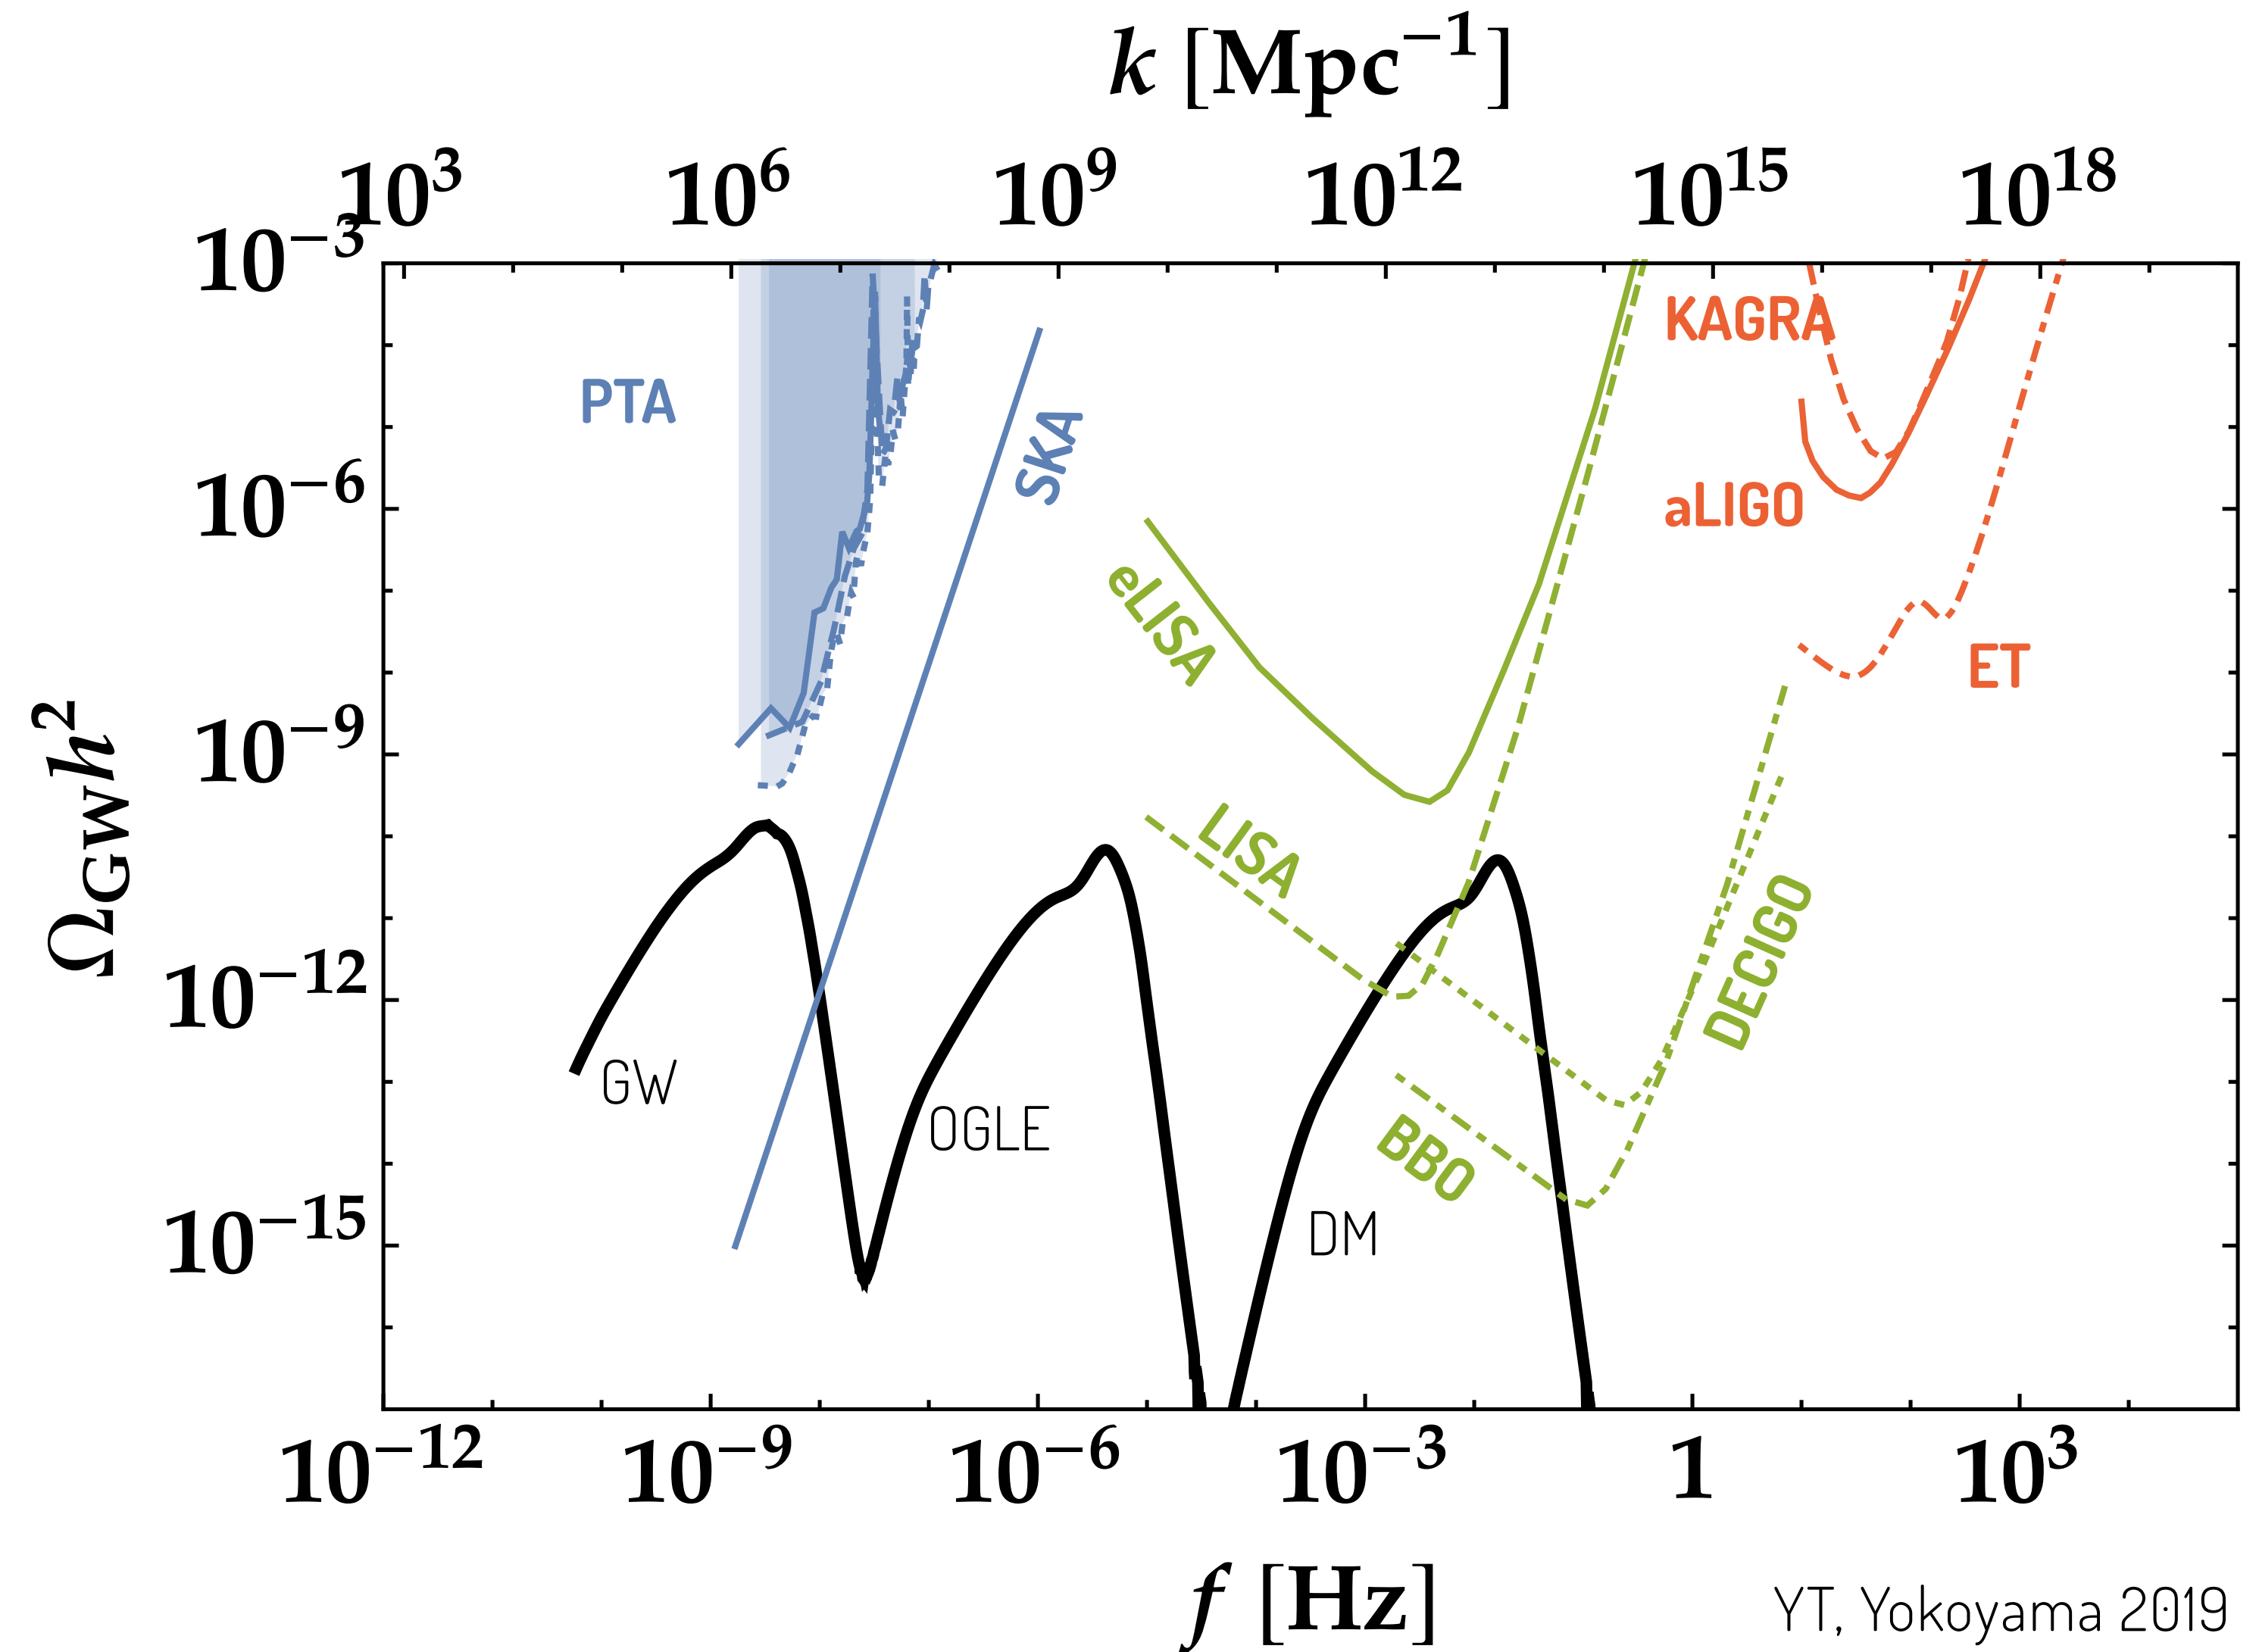 k [Mpc⁻¹]
10³ 10⁶ 10⁹ 10¹² 10¹⁵ 10¹⁸
10⁻³
KAGRA
PTA
SKA
10⁻⁶
aLIGO
eLISA
ET
10⁻⁹
Ω_GW h²
LISA
DECIGO
10⁻¹²
GW
OGLE
BBO
10⁻¹⁵
DM
10⁻¹² 10⁻⁹ 10⁻⁶ 10⁻³ 1 10³
f [Hz]
YT, Yokoyama 2019